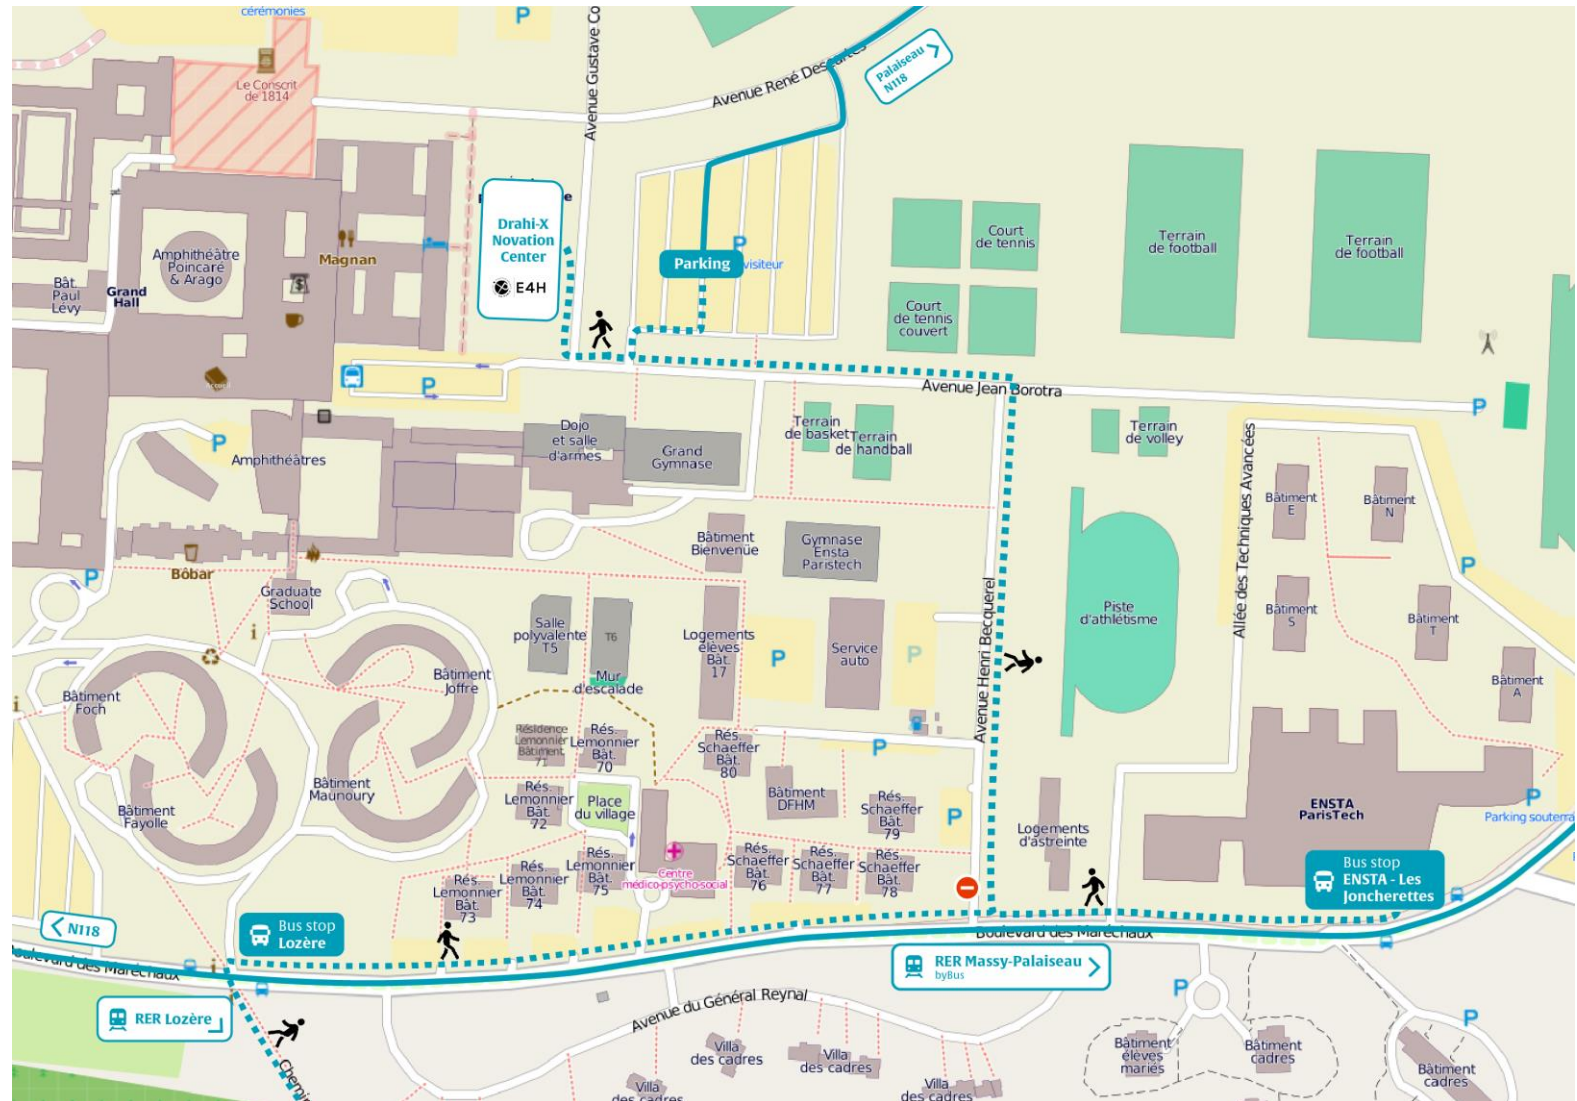 cérémonies
P
Le Conscrit
de 1814
Avenue Gustave Co
Avenue René Descartes
Palaiseau
N118
Amphithéâtre
Poincaré
& Arago
Magnan
Bât.
Paul
Lévy
Grand
Hall
Accueil
e
Drahi-X
Novation
Center
E4H
P
Parking
visiteur
Court
de tennis
Court
de tennis
couvert
Terrain
de football
Terrain
de football
P
Avenue Jean Borotra
P
P
Amphithéâtres
Dojo
et salle
d'armes
Grand
Gymnase
Terrain
de basket
Terrain
de handball
Terrain
de volley
Allée des Techniques Avancées
Bâtiment
E
Bâtiment
N
Bâtiment
Bienvenue
Gymnase
Ensta
Paristech
Bôbar
P
Graduate
School
i
Salle
polyvalente
T5
T6
Mur
d'escalade
Logements
élèves
Bât.
17
P
Service
auto
P
Avenue Henri Becquerel
Piste
d'athlétisme
Bâtiment
S
Bâtiment
T
P
Bâtiment
A
Bâtiment
Foch
i
Bâtiment
Joffre
Bâtiment
Maunoury
Bâtiment
Fayolle
Résidence
Lemonnier
Bâtiment
71
Rés.
Lemonnier
Bât.
70
Rés.
Schaeffer
Bât.
80
P
Rés.
Lemonnier
Bât.
72
Place
du village
Bâtiment
DFHM
Rés.
Schaeffer
Bât.
79
P
Logements
d'astreinte
ENSTA
ParisTech
P
Parking souterra
Rés.
Lemonnier
Bât.
73
Rés.
Lemonnier
Bât.
74
Rés.
Lemonnier
Bât.
75
Centre
médico-psycho-social
Rés.
Schaeffer
Bât.
76
Rés.
Schaeffer
Bât.
77
Rés.
Schaeffer
Bât.
78
Bus stop
ENSTA - Les
Joncherettes
N118
Bus stop
Lozère
Boulevard des Maréchaux
i
Boulevard des Maréchaux
RER Massy-Palaiseau
byBus
RER Lozère
Chemin
Avenue du Général Reynal
Villa
des cadres
Villa
des cadres
Villa
des cadres
Villa
des cadres
P
Bâtiment
élèves
mariés
Bâtiment
cadres
P
Bâtiment
cadres